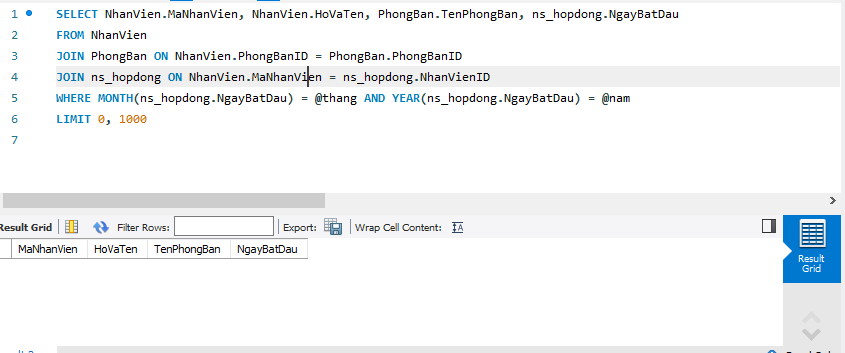 1 SELECT NhanVien.MaNhanVien, NhanVien.HoVaTen, PhongBan.TenPhongBan, ns_hopdong.NgayBatDau
2 FROM NhanVien
3 JOIN PhongBan ON NhanVien.PhongBanID = PhongBan.PhongBanID
4 JOIN ns_hopdong ON NhanVien.MaNhanVien = ns_hopdong.NhanVienID
5 WHERE MONTH(ns_hopdong.NgayBatDau) = @thang AND YEAR(ns_hopdong.NgayBatDau) = @nam
6 LIMIT 0, 1000
7
Result Grid Filter Rows: Export: Wrap Cell Content:
MaNhanVien HoVaTen TenPhongBan NgayBatDau
Result
Grid